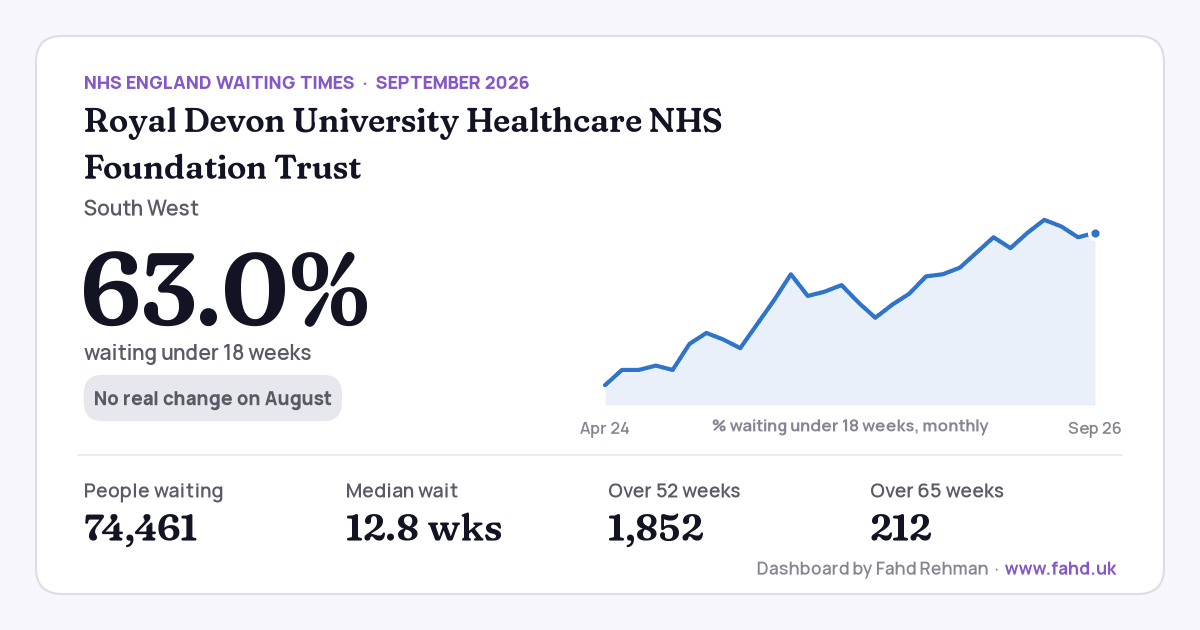 NHS ENGLAND WAITING TIMES · SEPTEMBER 2026
Royal Devon University Healthcare NHS
Foundation Trust
South West
63.0%
waiting under 18 weeks
No real change on August
Apr 24
% waiting under 18 weeks, monthly
Sep 26
People waiting
74,461
Median wait
12.8 wks
Over 52 weeks
1,852
Over 65 weeks
212
Dashboard by Fahd Rehman · www.fahd.uk